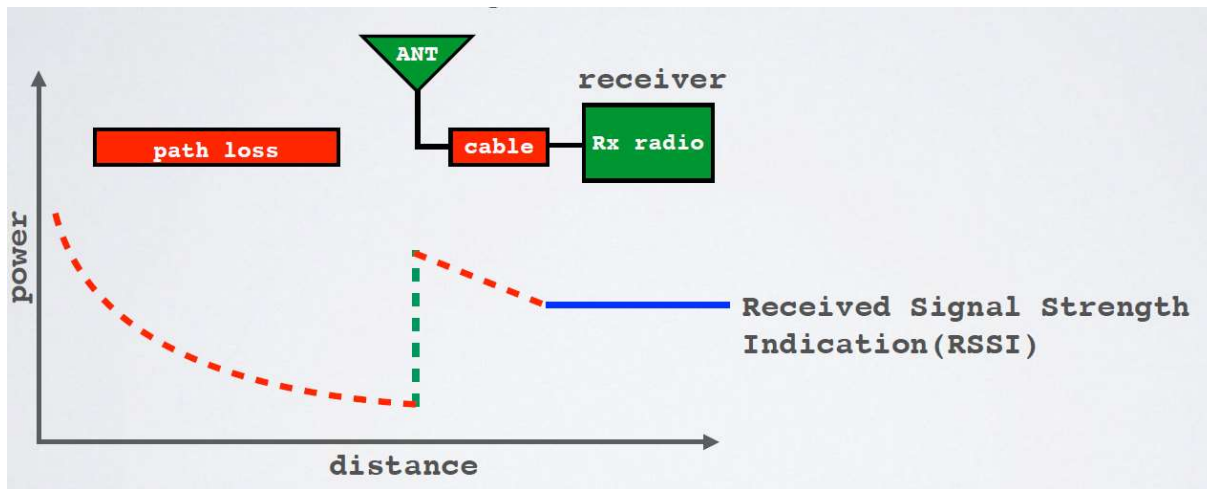 ANT
receiver
path loss
cable
Rx radio
power
Received Signal Strength
Indication(RSSI)
distance